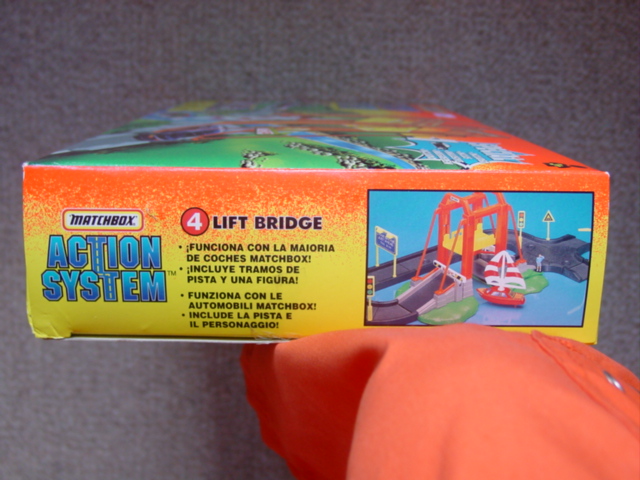 MATCHBOX
ACTION
SYSTEM™
4 LIFT BRIDGE
• ¡FUNCIONA CON LA MAIORIA
DE COCHES MATCHBOX!
• ¡INCLUYE TRAMOS DE
PISTA Y UNA FIGURA!
• FUNZIONA CON LE
AUTOMOBILI MATCHBOX!
• INCLUDE LA PISTA E
IL PERSONAGGIO!